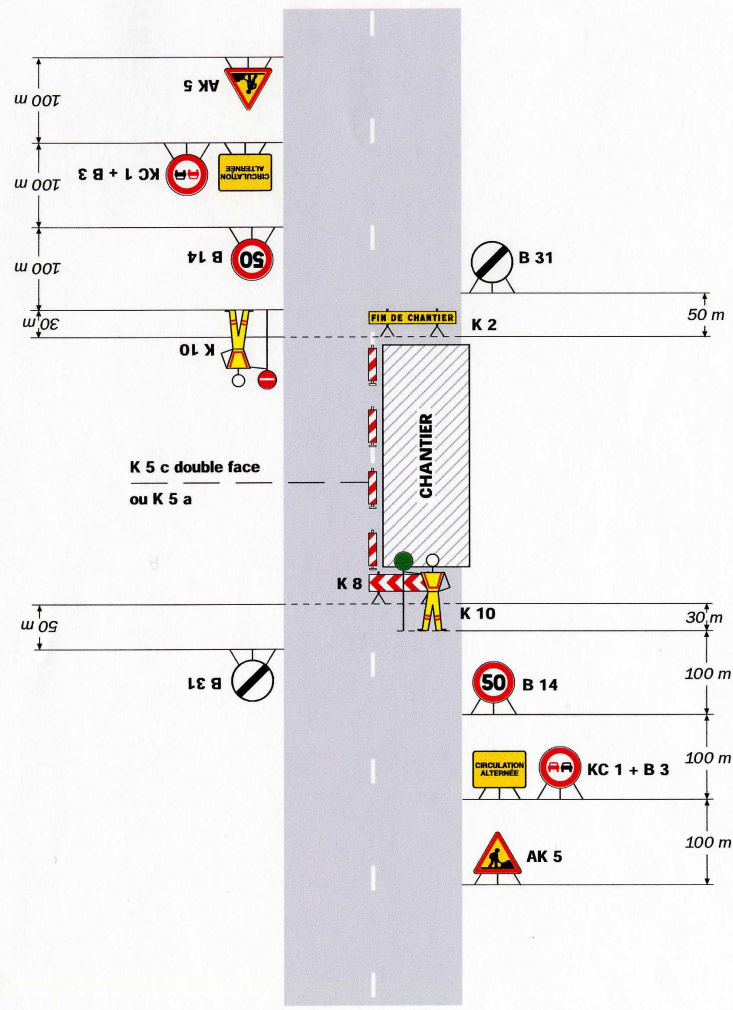 AK 5
100 m
KC 1 + B 3
CIRCULATION
ALTERNÉE
100 m
B 14
50
100 m
30 m
K 10
B 31
50 m
FIN DE CHANTIER
K 2
CHANTIER
K 5 c double face
ou K 5 a
K 8
K 10
30 m
50 m
B 31
50
B 14
100 m
CIRCULATION
ALTERNÉE
KC 1 + B 3
100 m
AK 5
100 m